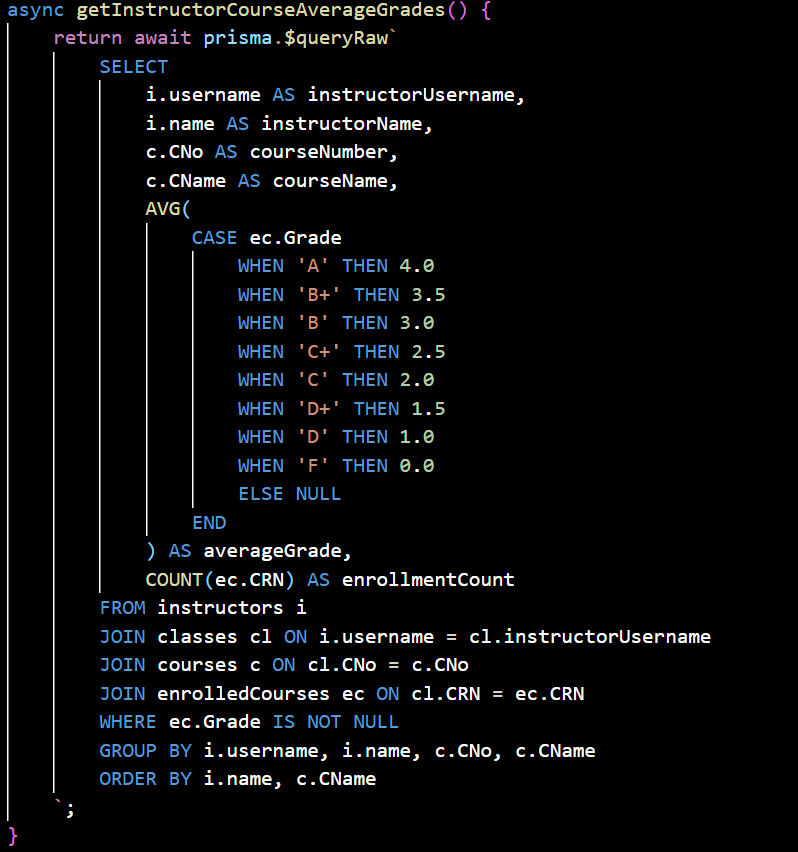 async getInstructorCourseAverageGrades() {
    return await prisma.$queryRaw`
        SELECT
            i.username AS instructorUsername,
            i.name AS instructorName,
            c.CNo AS courseNumber,
            c.CName AS courseName,
            AVG(
                CASE ec.Grade
                    WHEN 'A' THEN 4.0
                    WHEN 'B+' THEN 3.5
                    WHEN 'B' THEN 3.0
                    WHEN 'C+' THEN 2.5
                    WHEN 'C' THEN 2.0
                    WHEN 'D+' THEN 1.5
                    WHEN 'D' THEN 1.0
                    WHEN 'F' THEN 0.0
                    ELSE NULL
                END
            ) AS averageGrade,
            COUNT(ec.CRN) AS enrollmentCount
        FROM instructors i
        JOIN classes cl ON i.username = cl.instructorUsername
        JOIN courses c ON cl.CNo = c.CNo
        JOIN enrolledCourses ec ON cl.CRN = ec.CRN
        WHERE ec.Grade IS NOT NULL
        GROUP BY i.username, i.name, c.CNo, c.CName
        ORDER BY i.name, c.CName
    `;
}